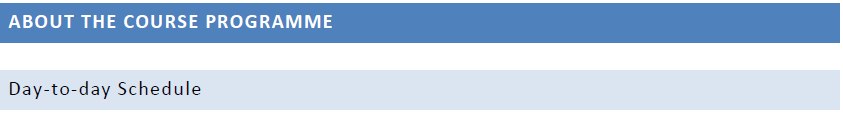 ABOUT THE COURSE PROGRAMME
Day-to-day Schedule